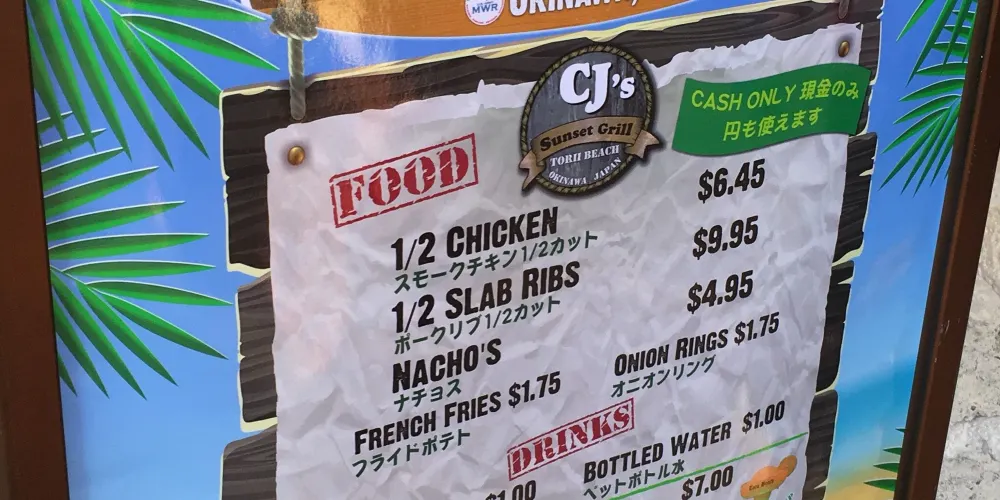 MWR
OKINAWA,
CJ's
Sunset Grill
TORII BEACH
OKINAWA, JAPAN
CASH ONLY 現金のみ
円も使えます
FOOD
1/2 CHICKEN $6.45
スモークチキン1/2カット
1/2 SLAB RIBS $9.95
ポークリブ1/2カット
NACHO'S $4.95
ナチョス
FRENCH FRIES $1.75
フライドポテト
ONION RINGS $1.75
オニオンリング
DRINKS
BOTTLED WATER $1.00
ペットボトル水
$1.00
$7.00